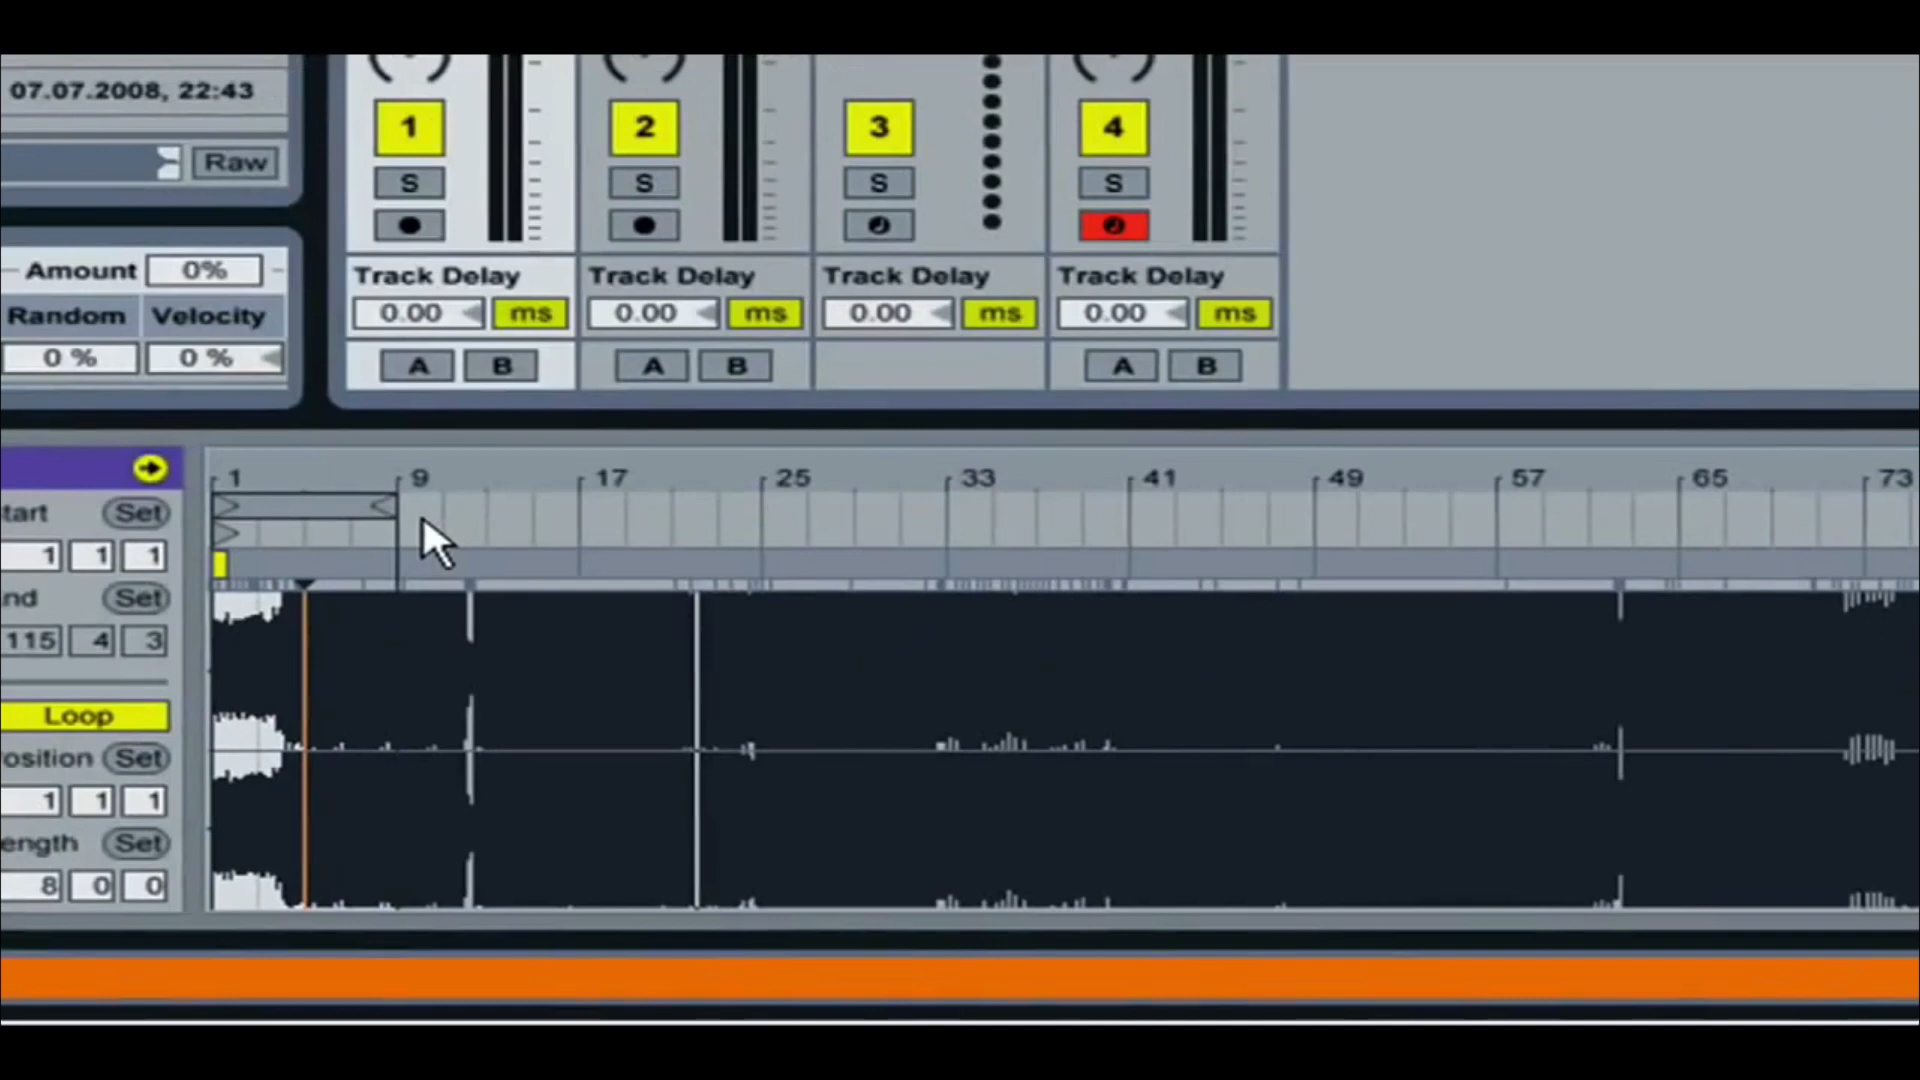 07.07.2008, 22:43
Raw
1 2 3 4
S S S S
Amount 0%
Random Velocity
0 % 0 %
Track Delay Track Delay Track Delay Track Delay
0.00 ms 0.00 ms 0.00 ms 0.00 ms
A B A B A B
1 9 17 25 33 41 49 57 65 73
tart Set
1 1 1
nd Set
115 4 3
Loop
osition Set
1 1 1
ength Set
8 0 0